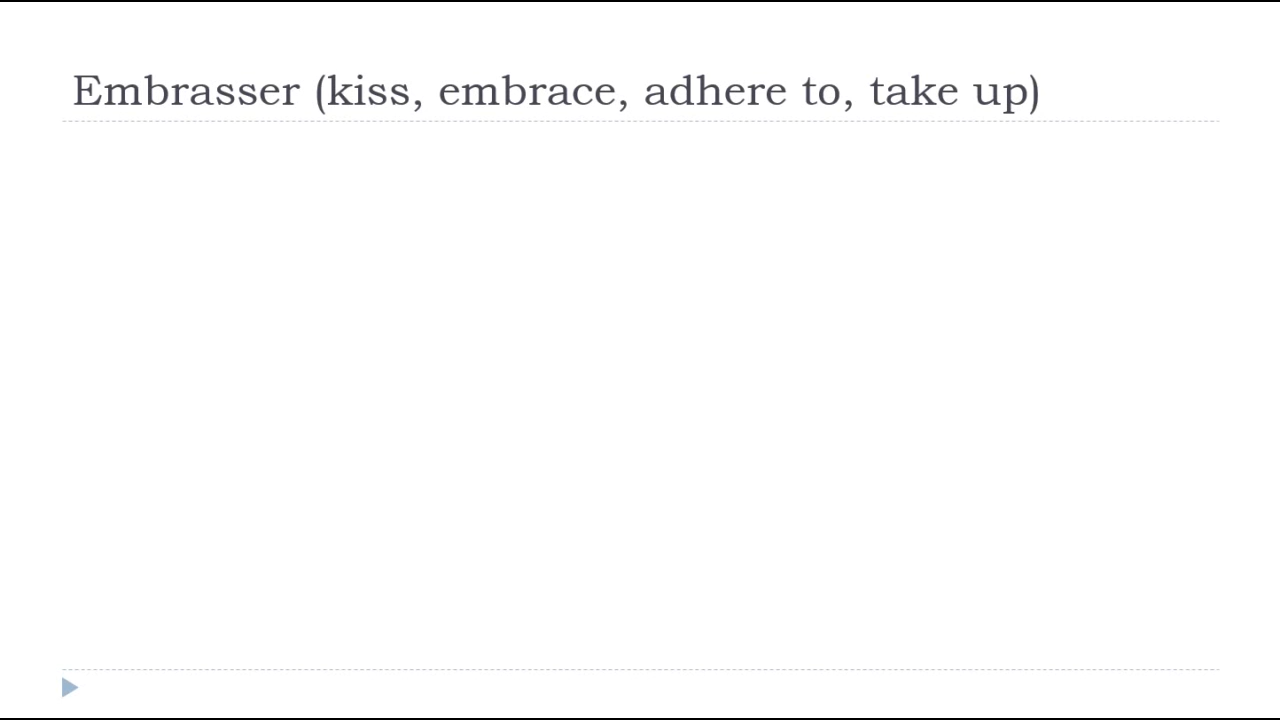 Embrasser (kiss, embrace, adhere to, take up)